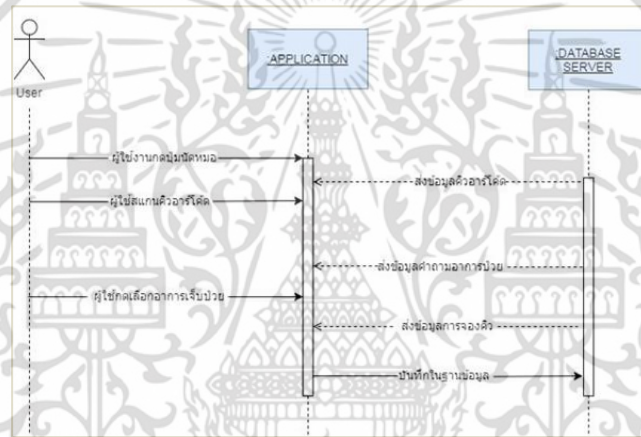 :APPLICATION
:DATABASE
SERVER
User
ผู้ใช้งานกดปุ่มนัดหมอ
ส่งข้อมูลคิวอาร์โค้ด
ผู้ใช้สแกนคิวอาร์โค้ด
ส่งข้อมูลคำถามอาการป่วย
ผู้ใช้กดเลือกอาการเจ็บป่วย
ส่งข้อมูลการจองคิว
บันทึกในฐานข้อมูล